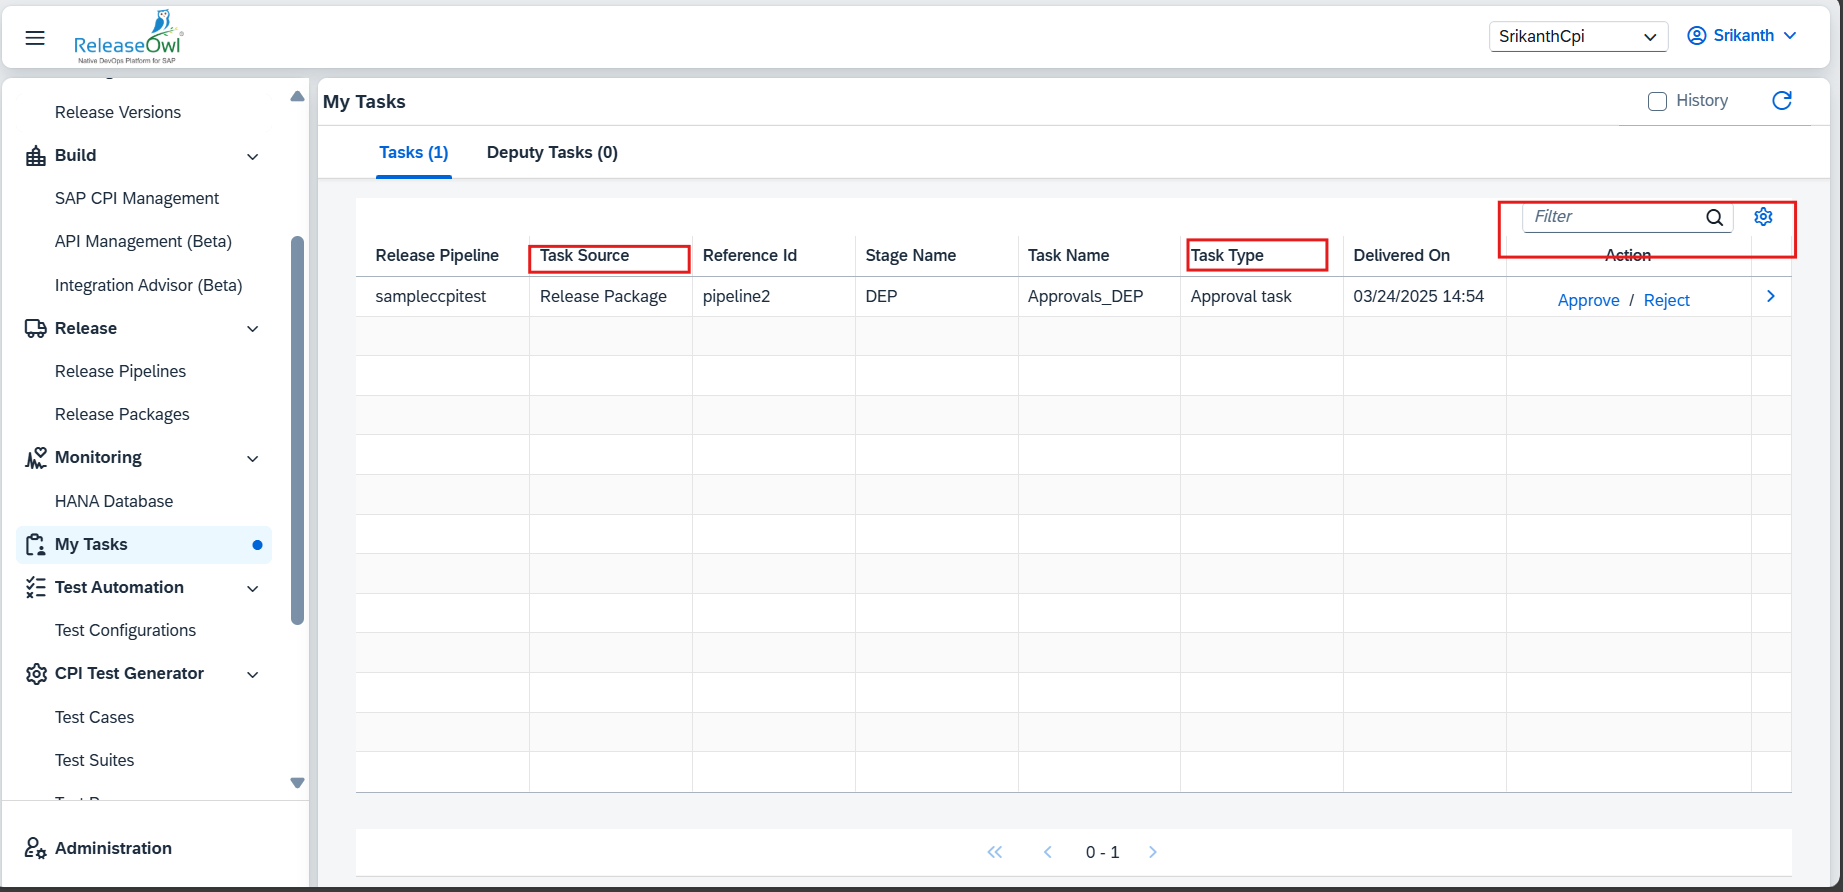 ReleaseOwl
Native DevOps Platform for SAP
SrikanthCpi
Srikanth
Release Versions
Build
SAP CPI Management
API Management (Beta)
Integration Advisor (Beta)
Release
Release Pipelines
Release Packages
Monitoring
HANA Database
My Tasks
Test Automation
Test Configurations
CPI Test Generator
Test Cases
Test Suites
Administration
My Tasks
History
Tasks (1) Deputy Tasks (0)
Filter
Release Pipeline Task Source Reference Id Stage Name Task Name Task Type Delivered On Action
sampleccpitest Release Package pipeline2 DEP Approvals_DEP Approval task 03/24/2025 14:54 Approve / Reject
0 - 1